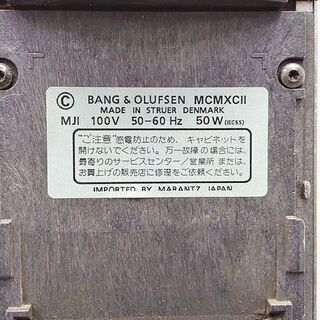 © BANG & OLUFSEN MCMXCII
MADE IN STRUER DENMARK
MJI 100V 50-60 Hz 50W (IEC65)
"ご注意" 感電防止のため、キャビネットを
開けないでください。万一故障の場合には、
最寄りのサービスセンター/営業所 または、
お買上げの販売店に修理をご依頼ください。
IMPORTED BY MARANTZ JAPAN